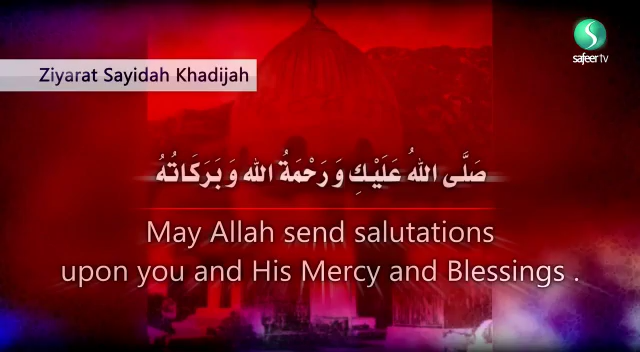 safeer tv
Ziyarat Sayidah Khadijah
صَلَّى اللهُ عَلَيْكِ وَ رَحْمَةُ الله وَ بَرَكَاتُهُ
May Allah send salutations
upon you and His Mercy and Blessings .